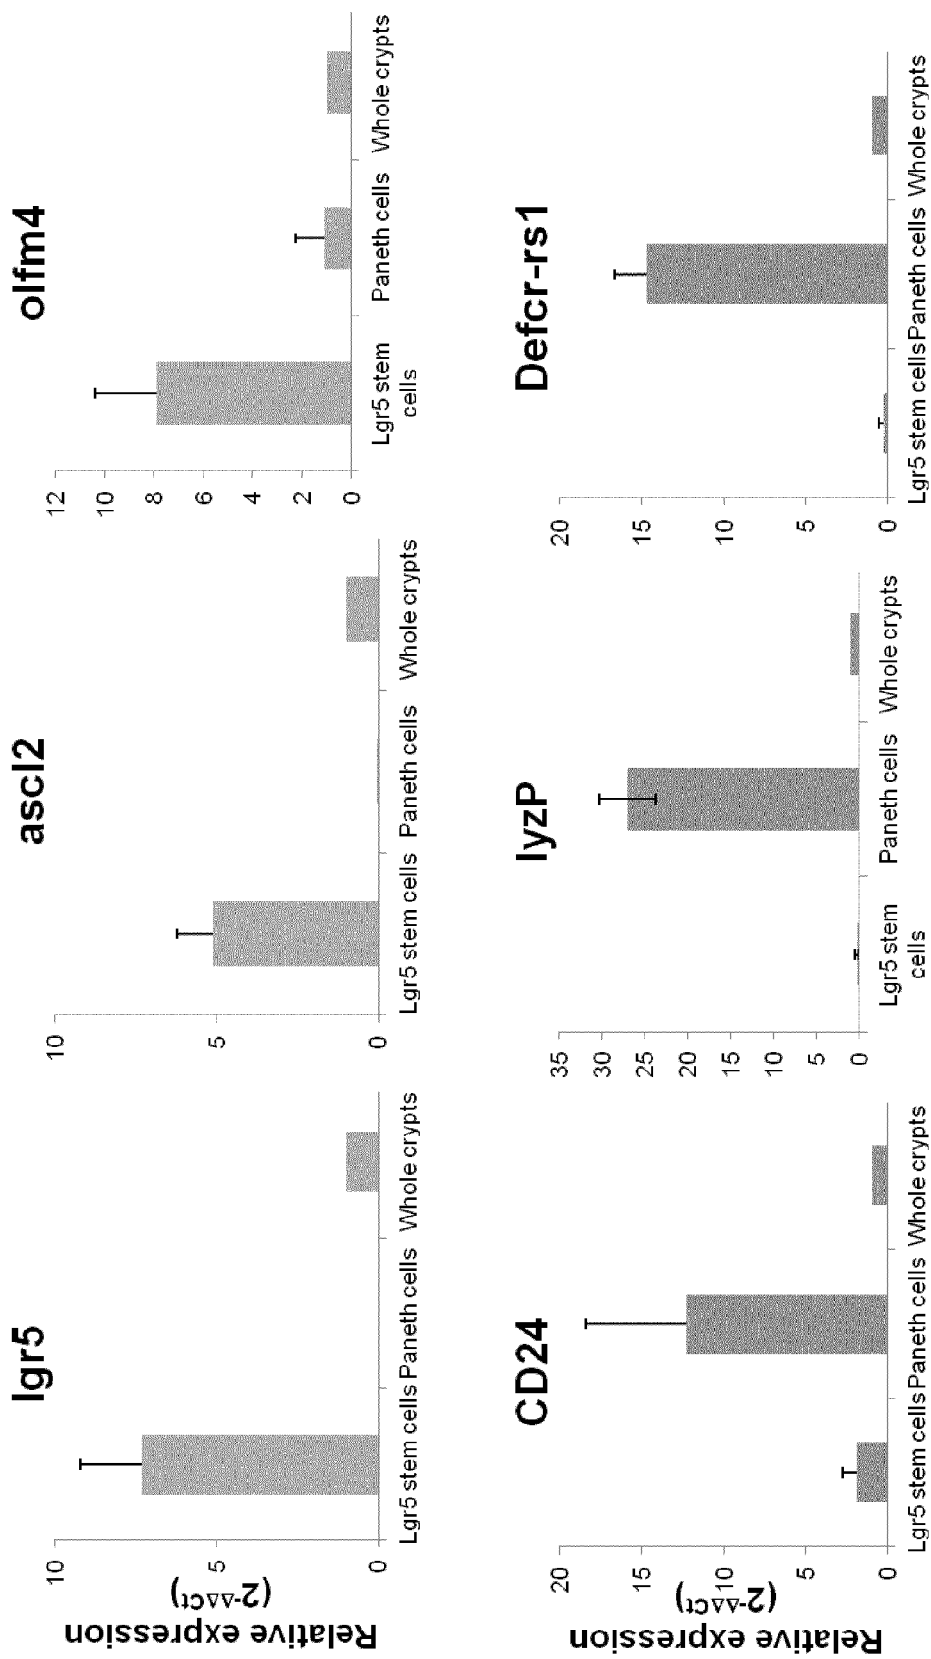 lgr5
10
5
0
Relative expression
(2-ΔΔCt)
Lgr5 stem cells Paneth cells Whole crypts
ascl2
10
5
0
Lgr5 stem cells Paneth cells Whole crypts
olfm4
12
10
8
6
4
2
0
Lgr5 stem Paneth cells Whole crypts
cells
CD24
20
15
10
5
0
Relative expression
(2-ΔΔCt)
Lgr5 stem cells Paneth cells Whole crypts
lyzP
35
30
25
20
15
10
5
0
Lgr5 stem Paneth cells Whole crypts
cells
Defcr-rs1
20
15
10
5
0
Lgr5 stem cells Paneth cells Whole crypts